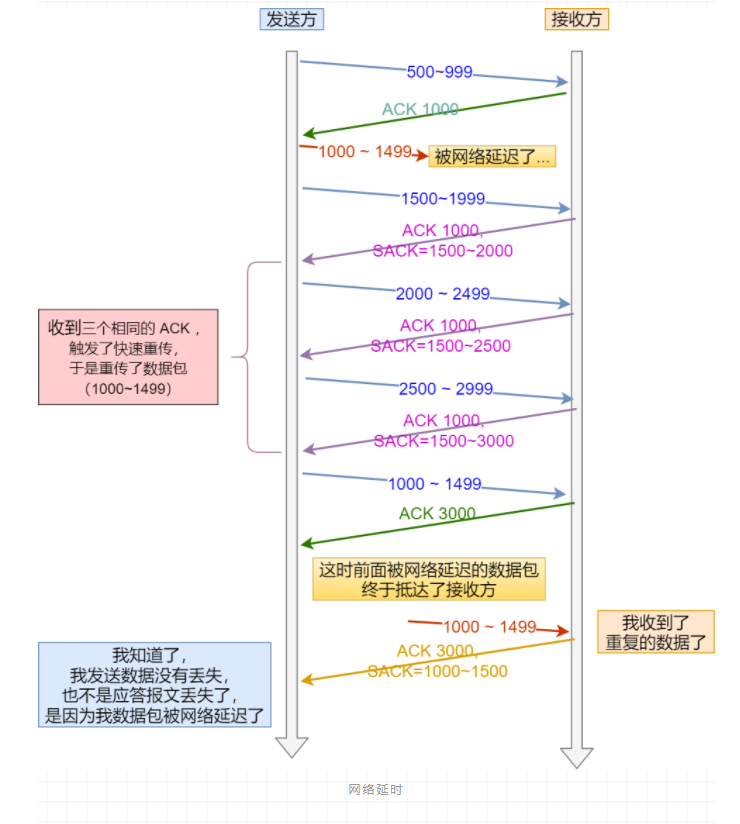 发送方
接收方
500~999
ACK 1000
1000 ~ 1499
被网络延迟了...
1500~1999
ACK 1000,
SACK=1500~2000
2000 ~ 2499
ACK 1000,
SACK=1500~2500
收到三个相同的 ACK，
触发了快速重传，
于是重传了数据包
（1000~1499）
2500 ~ 2999
ACK 1000,
SACK=1500~3000
1000 ~ 1499
ACK 3000
这时前面被网络延迟的数据包
终于抵达了接收方
1000 ~ 1499
我收到了
重复的数据了
ACK 3000,
SACK=1000~1500
我知道了，
我发送数据没有丢失，
也不是应答报文丢失了，
是因为我数据包被网络延迟了
网络延时